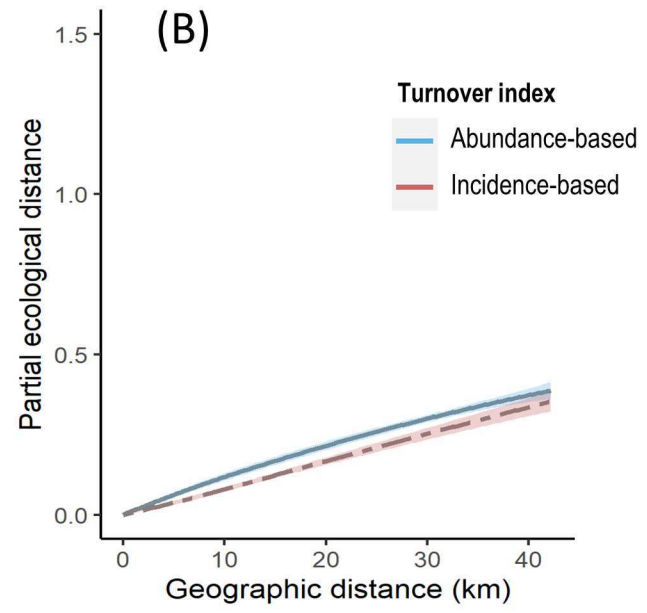 (B)
1.5
1.0
0.5
0.0
Partial ecological distance
Turnover index
Abundance-based
Incidence-based
0 10 20 30 40
Geographic distance (km)